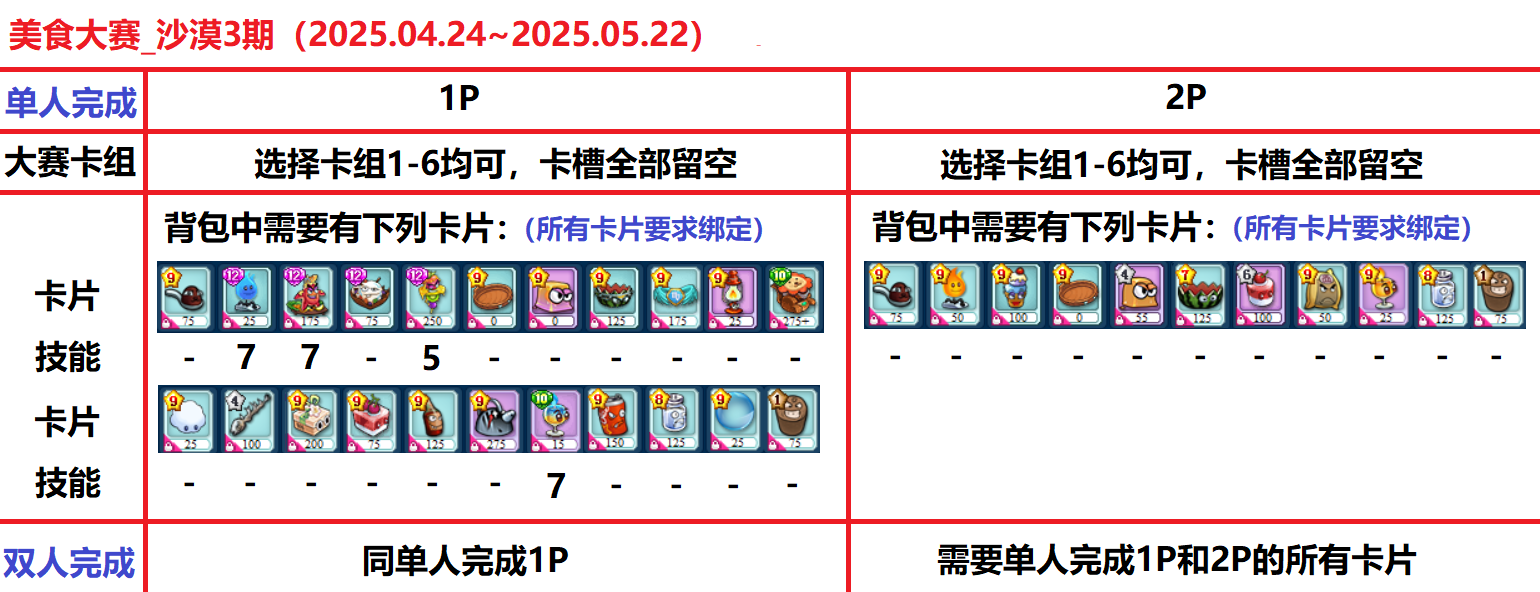 美食大赛_沙漠3期（2025.04.24~2025.05.22）
单人完成 1P 2P
大赛卡组 选择卡组1-6均可，卡槽全部留空 选择卡组1-6均可，卡槽全部留空
背包中需要有下列卡片：（所有卡片要求绑定） 背包中需要有下列卡片：（所有卡片要求绑定）
9 12 12 12 12 9 9 9 9 9 10 9 9 9 9 4 7 6 9 9 8 1
卡片
75 25 175 75 250 0 0 125 175 25 275+ 75 50 100 0 55 125 100 50 25 125 75
技能 - 7 7 - 5 - - - - - - - - - - - - - - - - -
9 4 9 9 9 9 10 9 8 9 1
卡片
25 100 200 75 125 275 15 150 125 25 75
技能 - - - - - - 7 - - - -
双人完成 同单人完成1P 需要单人完成1P和2P的所有卡片